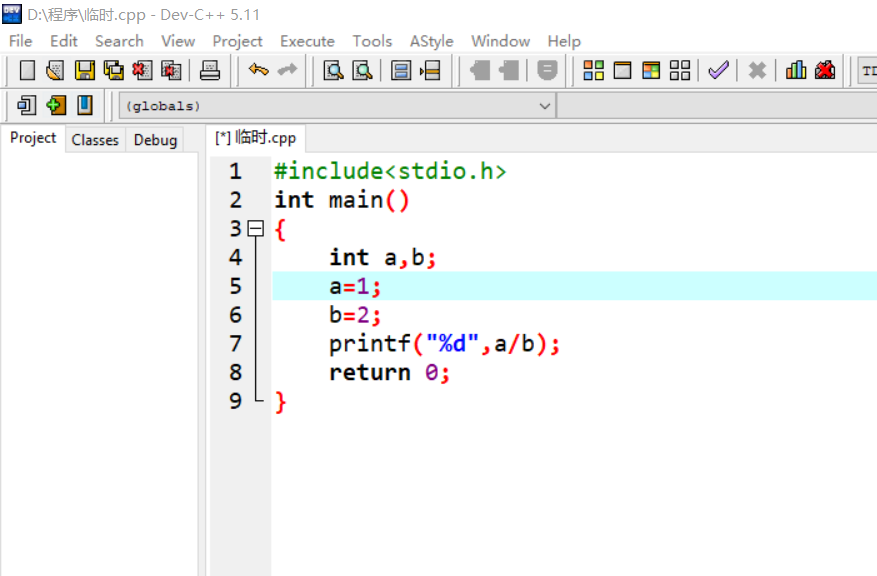 DEV
D:\程序\临时.cpp - Dev-C++ 5.11
File Edit Search View Project Execute Tools AStyle Window Help
(globals)
Project Classes Debug [*] 临时.cpp
1 #include<stdio.h>
2 int main()
3 {
4 int a,b;
5 a=1;
6 b=2;
7 printf("%d",a/b);
8 return 0;
9 }